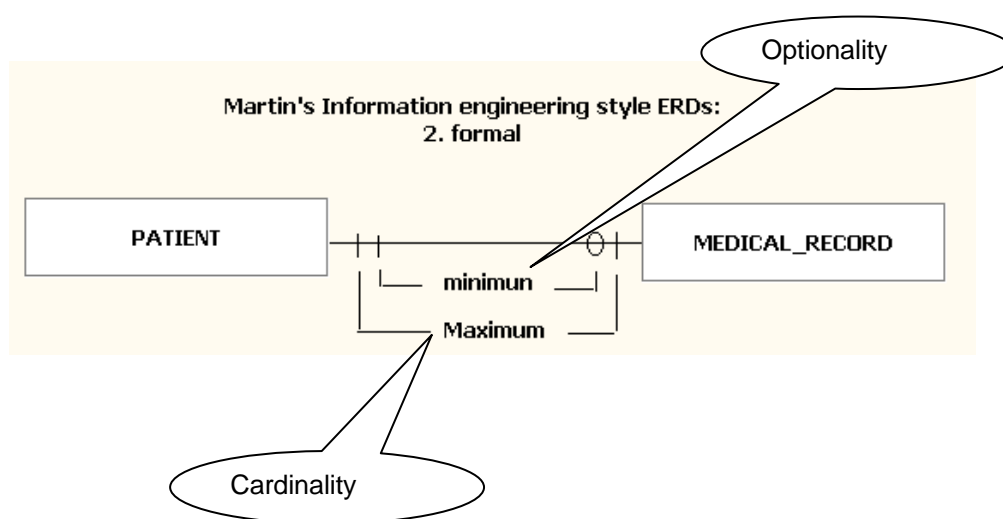 Optionality
Martin's Information engineering style ERDs:
2. formal
PATIENT
MEDICAL_RECORD
minimun
Maximum
Cardinality